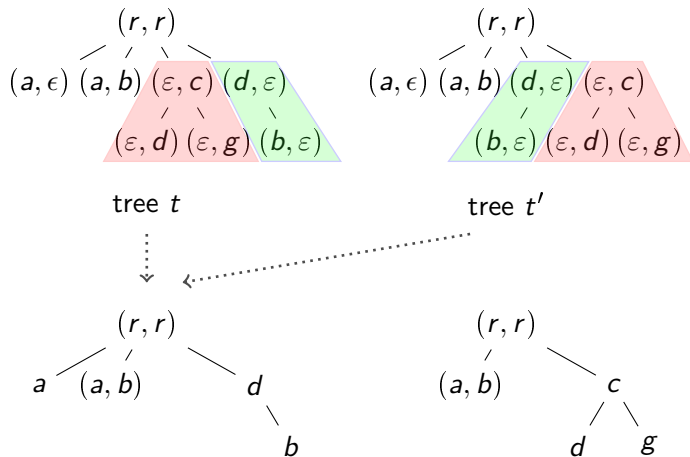 (r, r) (r, r)
(a, ϵ) (a, b) (ε, c) (d, ε) (a, ϵ) (a, b) (d, ε) (ε, c)
(ε, d) (ε, g) (b, ε) (b, ε) (ε, d) (ε, g)
tree t tree t′
(r, r) (r, r)
a (a, b) d (a, b) c
b d g